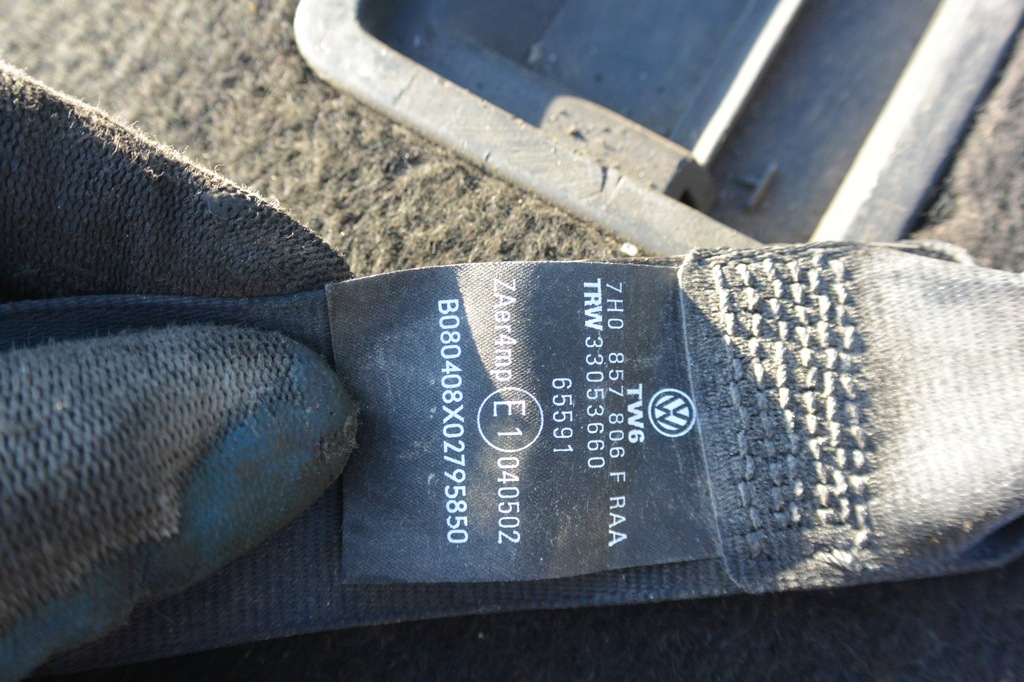 TW6
7H0 857 806 F RAA
TRW 33053660
65591
ZAer4mp E1 040502
B080408X02795850